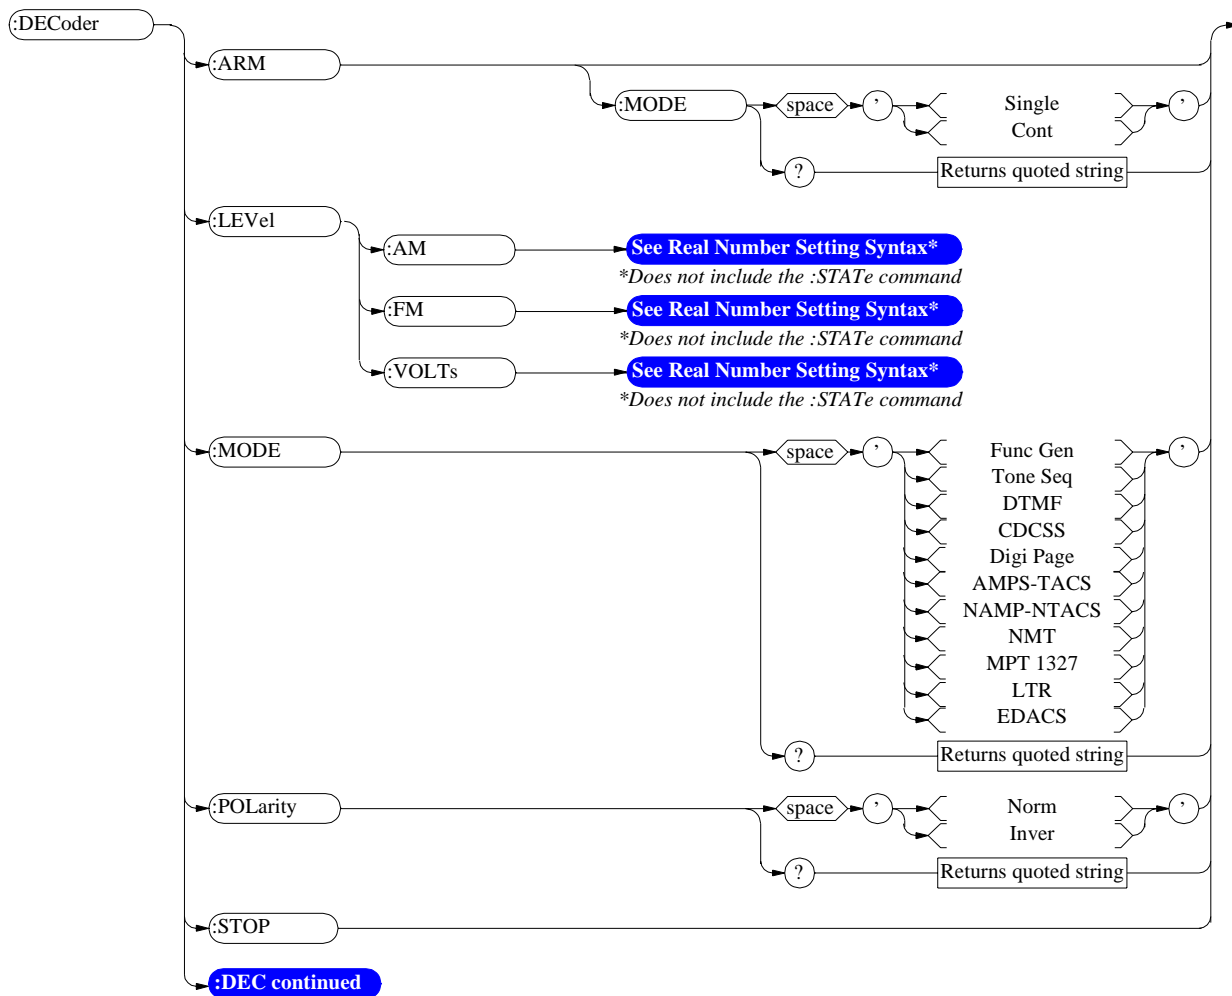 :DECoder
:ARM
:MODE space ' Single '
Cont
? Returns quoted string
:LEVel
:AM See Real Number Setting Syntax*
*Does not include the :STATe command
:FM See Real Number Setting Syntax*
*Does not include the :STATe command
:VOLTs See Real Number Setting Syntax*
*Does not include the :STATe command
:MODE space ' Func Gen '
Tone Seq
DTMF
CDCSS
Digi Page
AMPS-TACS
NAMP-NTACS
NMT
MPT 1327
LTR
EDACS
? Returns quoted string
:POLarity space ' Norm '
Inver
? Returns quoted string
:STOP
:DEC continued